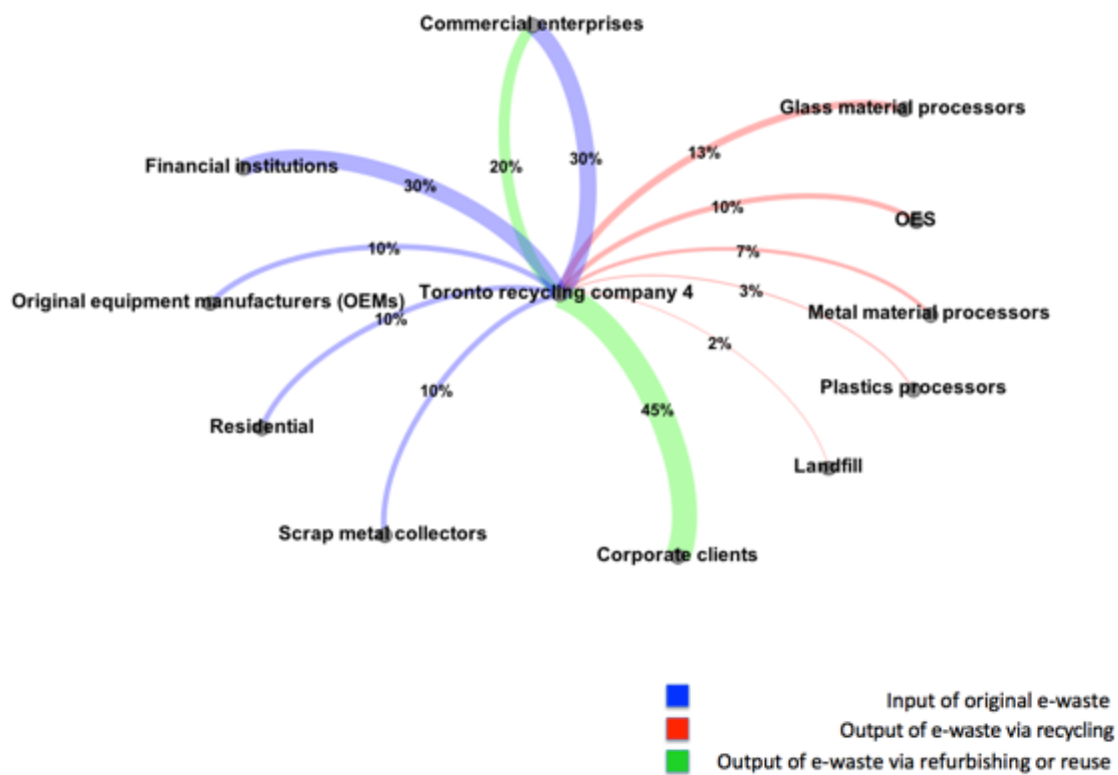 Commercial enterprises
Glass material processors
13%
Financial institutions
30%
20%
30%
10%
OES
10%
7%
Original equipment manufacturers (OEMs)
Toronto recycling company 4
3%
Metal material processors
10%
2%
Plastics processors
10%
45%
Residential
Landfill
Scrap metal collectors
Corporate clients
Input of original e-waste
Output of e-waste via recycling
Output of e-waste via refurbishing or reuse